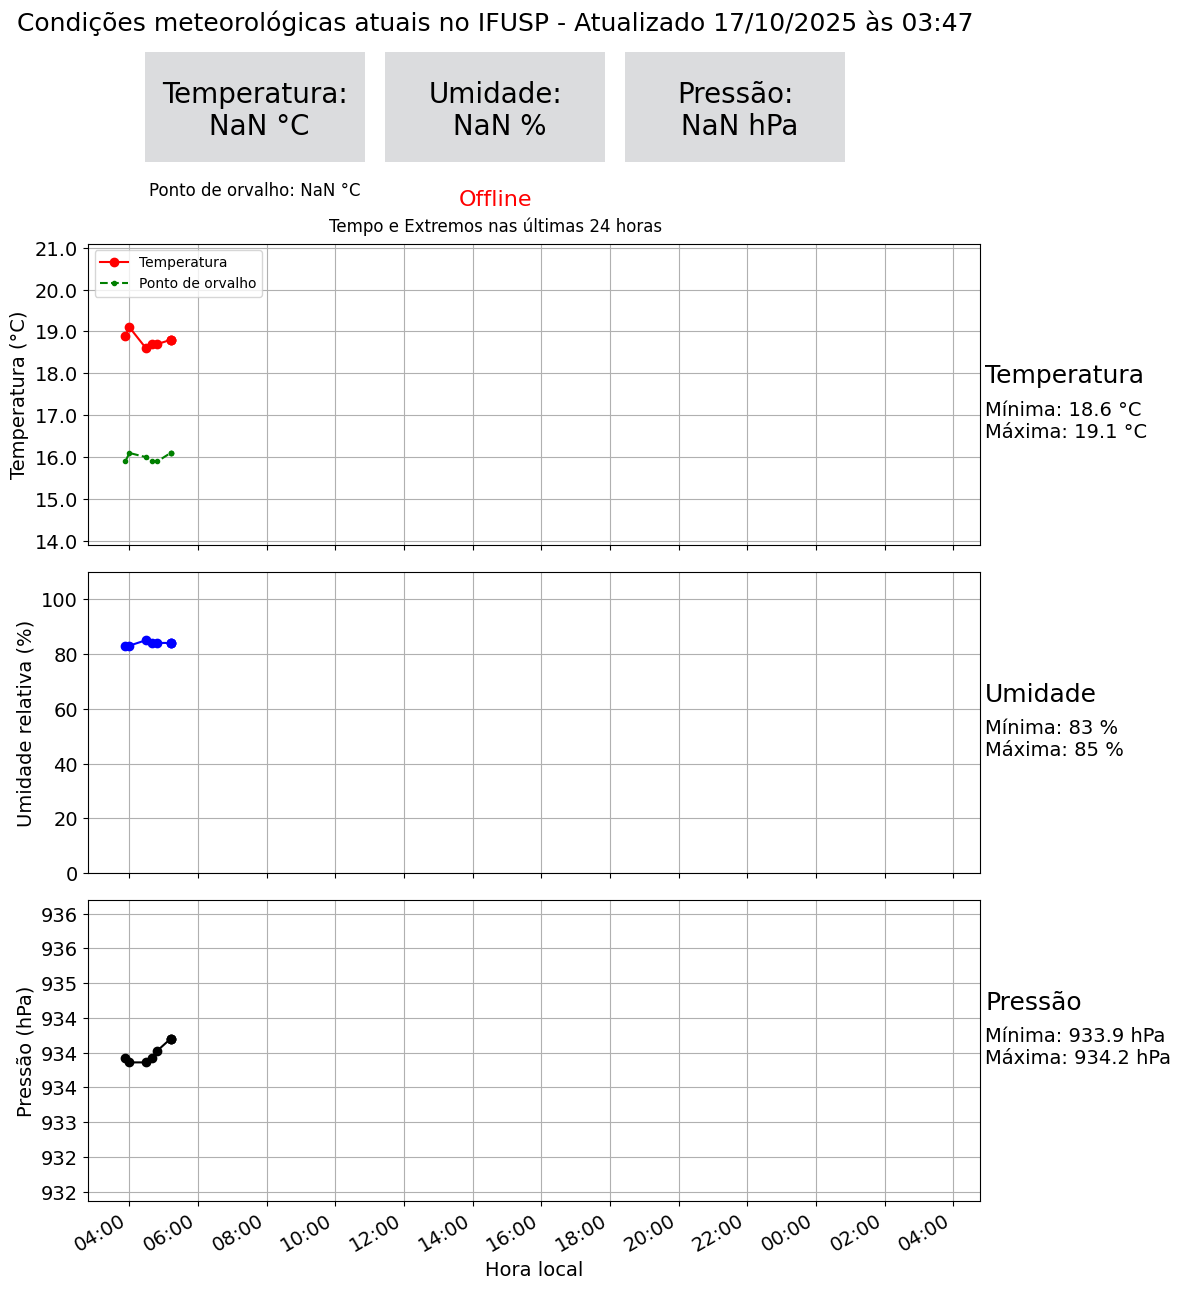 Condições meteorológicas atuais no IFUSP - Atualizado 17/10/2025 às 03:47
Temperatura:
NaN °C
Umidade:
NaN %
Pressão:
NaN hPa
Ponto de orvalho: NaN °C
Offline
Tempo e Extremos nas últimas 24 horas
Temperatura
Ponto de orvalho
Temperatura (°C)
21.0
20.0
19.0
18.0
17.0
16.0
15.0
14.0
Temperatura
Mínima: 18.6 °C
Máxima: 19.1 °C
Umidade relativa (%)
100
80
60
40
20
0
Umidade
Mínima: 83 %
Máxima: 85 %
Pressão (hPa)
936
936
935
934
934
934
933
932
932
Pressão
Mínima: 933.9 hPa
Máxima: 934.2 hPa
04:00 06:00 08:00 10:00 12:00 14:00 16:00 18:00 20:00 22:00 00:00 02:00 04:00
Hora local